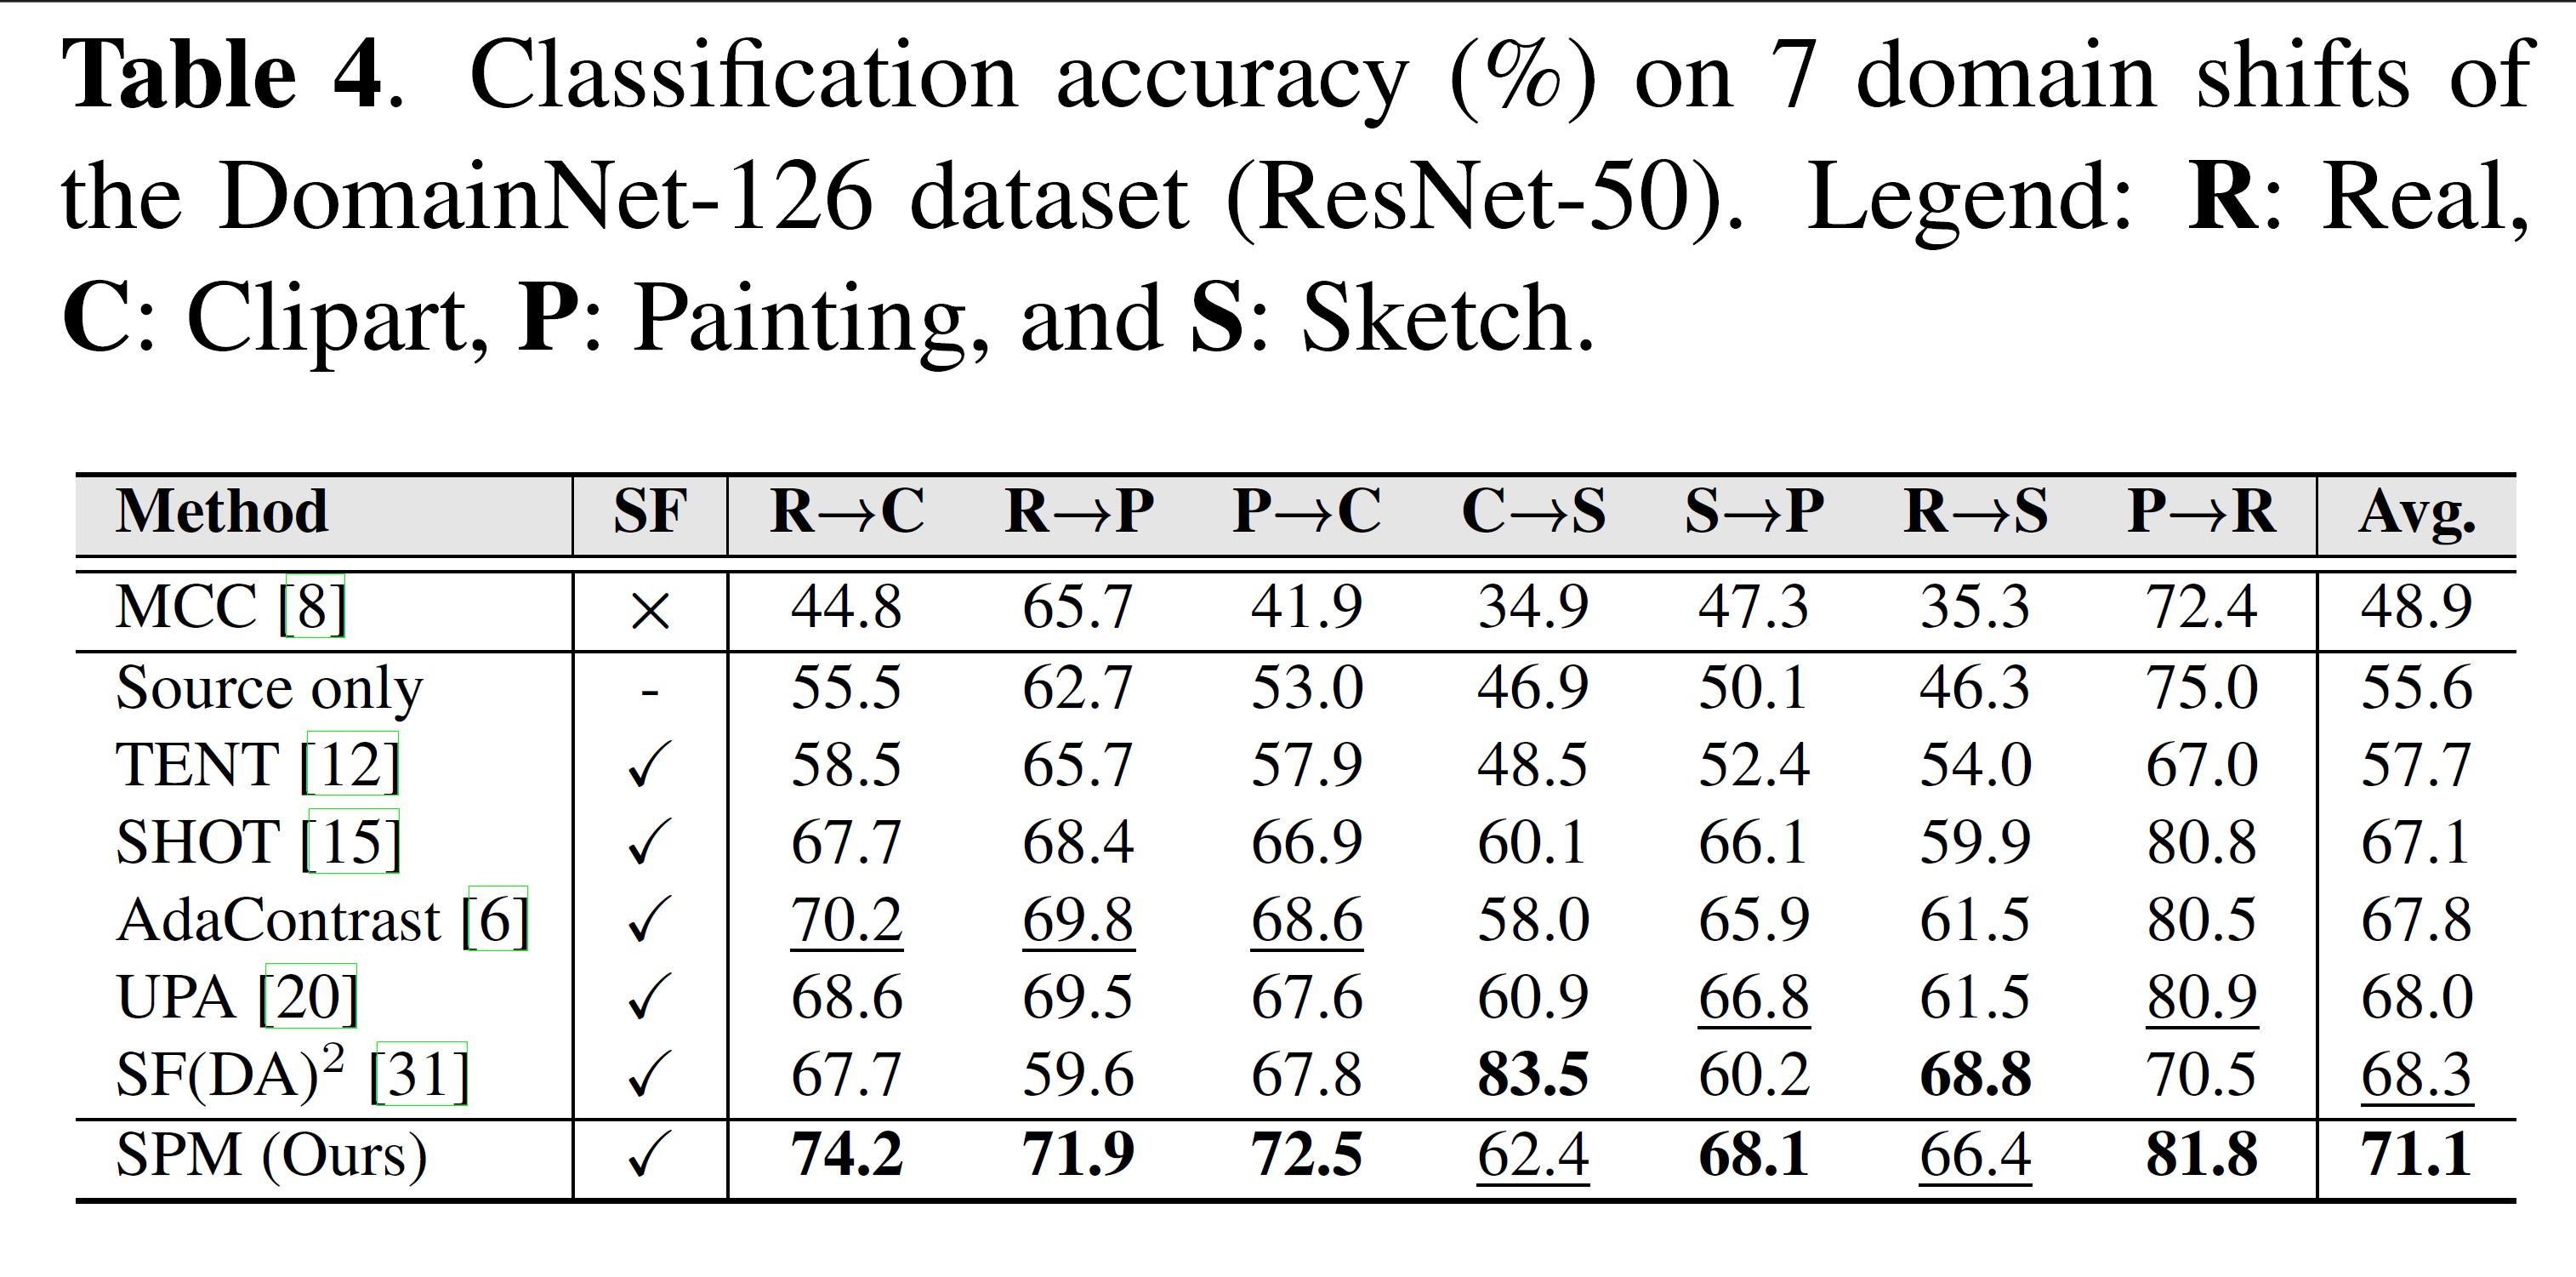 Table 4. Classification accuracy (%) on 7 domain shifts of
the DomainNet-126 dataset (ResNet-50). Legend: R: Real,
C: Clipart, P: Painting, and S: Sketch.
Method SF R→C R→P P→C C→S S→P R→S P→R Avg.
MCC [8] × 44.8 65.7 41.9 34.9 47.3 35.3 72.4 48.9
Source only - 55.5 62.7 53.0 46.9 50.1 46.3 75.0 55.6
TENT [12] ✓ 58.5 65.7 57.9 48.5 52.4 54.0 67.0 57.7
SHOT [15] ✓ 67.7 68.4 66.9 60.1 66.1 59.9 80.8 67.1
AdaContrast [6] ✓ 70.2 69.8 68.6 58.0 65.9 61.5 80.5 67.8
UPA [20] ✓ 68.6 69.5 67.6 60.9 66.8 61.5 80.9 68.0
SF(DA)² [31] ✓ 67.7 59.6 67.8 83.5 60.2 68.8 70.5 68.3
SPM (Ours) ✓ 74.2 71.9 72.5 62.4 68.1 66.4 81.8 71.1